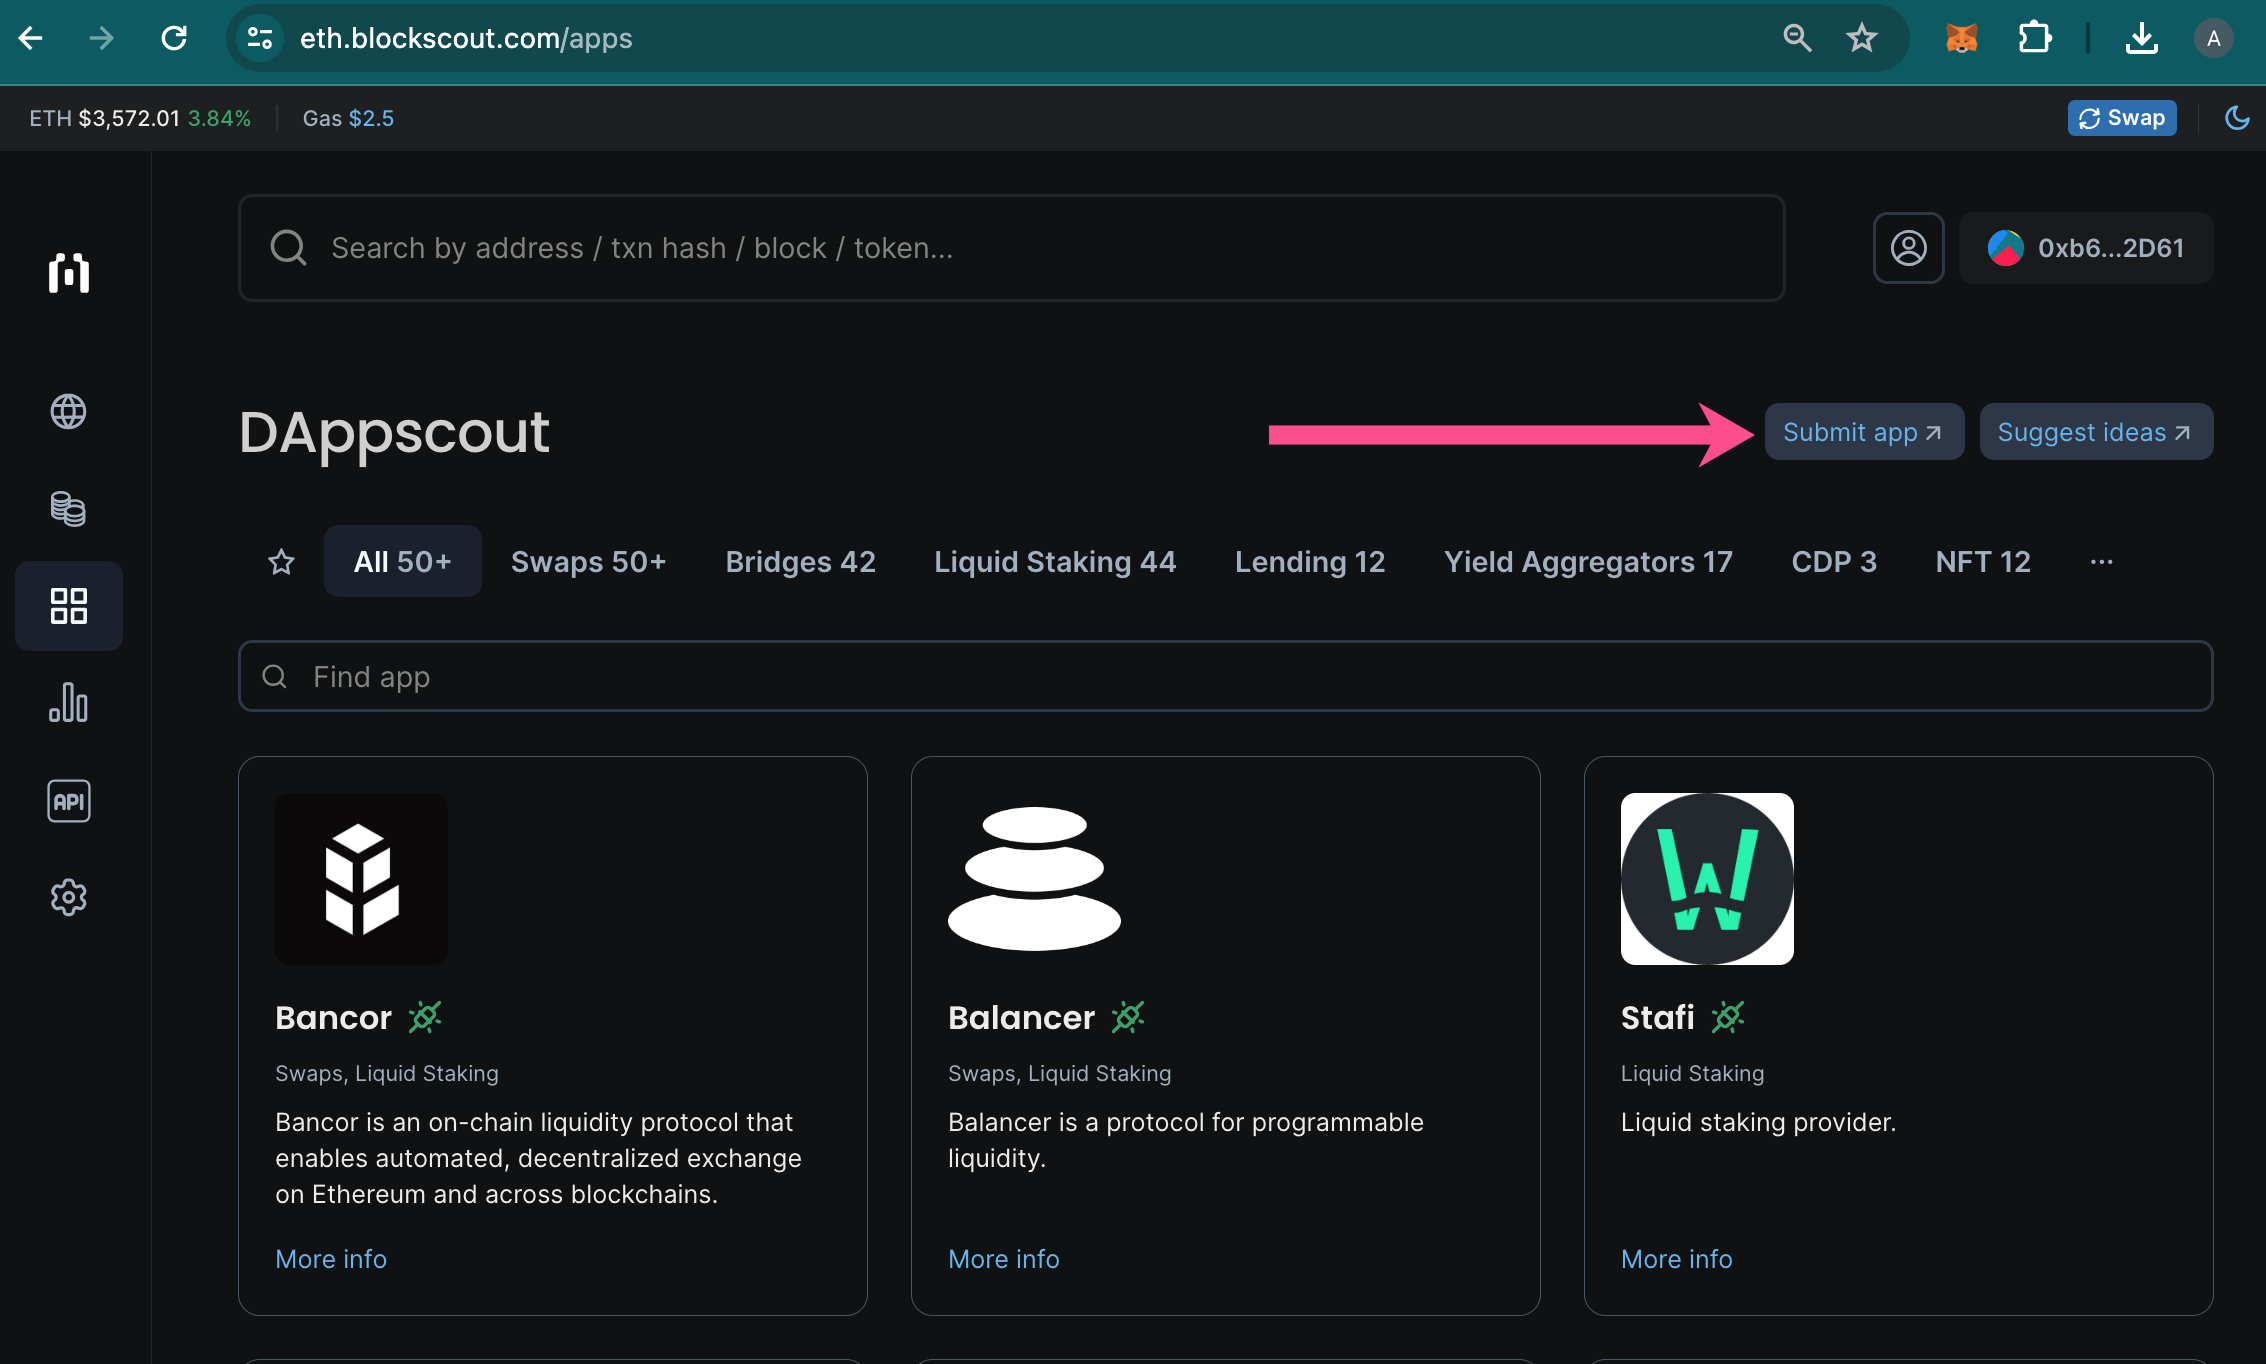 eth.blockscout.com/apps
A
ETH $3,572.01 3.84% Gas $2.5
Swap
Search by address / txn hash / block / token...
0xb6...2D61
DAppscout
Submit app
Suggest ideas
All 50+ Swaps 50+ Bridges 42 Liquid Staking 44 Lending 12 Yield Aggregators 17 CDP 3 NFT 12 ...
Find app
API
Bancor
Swaps, Liquid Staking
Bancor is an on-chain liquidity protocol that
enables automated, decentralized exchange
on Ethereum and across blockchains.
More info
Balancer
Swaps, Liquid Staking
Balancer is a protocol for programmable
liquidity.
More info
Stafi
Liquid Staking
Liquid staking provider.
More info